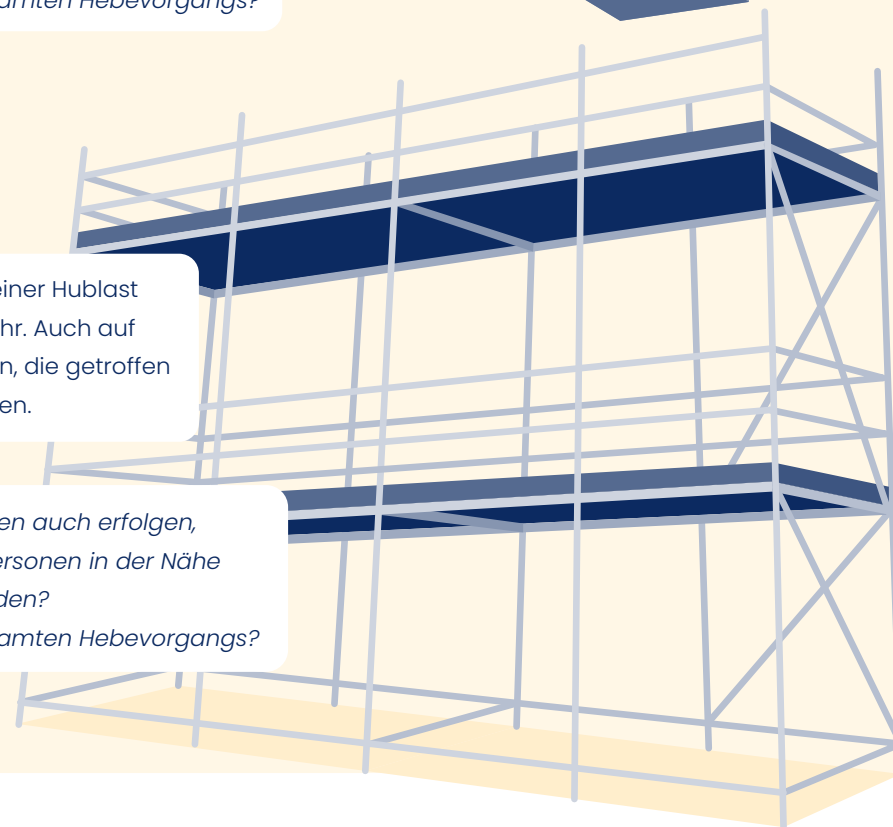 amten Hebevorgangs?
einer Hublast
hr. Auch auf
n, die getroffen
en.
en auch erfolgen,
ersonen in der Nähe
den?
amten Hebevorgangs?